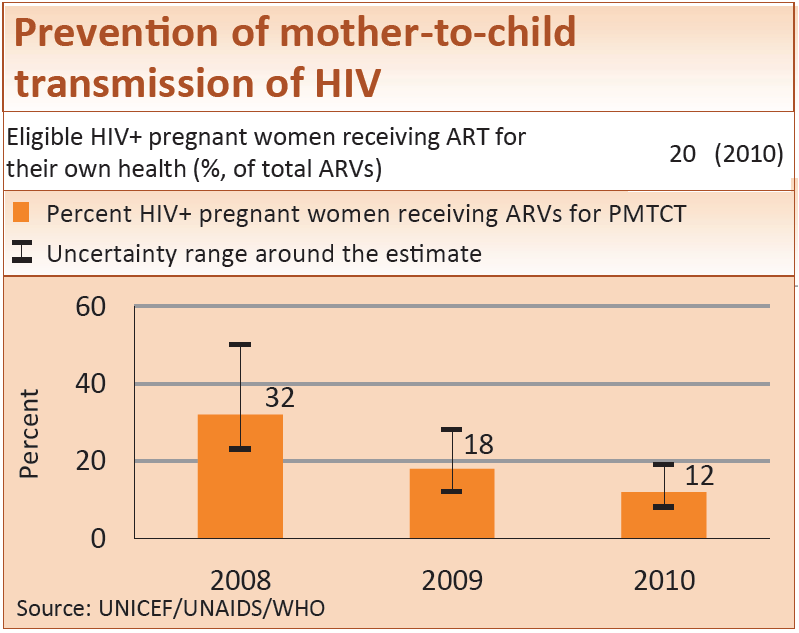 Prevention of mother-to-child
transmission of HIV
Eligible HIV+ pregnant women receiving ART for
their own health (%, of total ARVs)
20 (2010)
Percent HIV+ pregnant women receiving ARVs for PMTCT
Uncertainty range around the estimate
Percent
60
40
20
0
32
18
12
2008 2009 2010
Source: UNICEF/UNAIDS/WHO